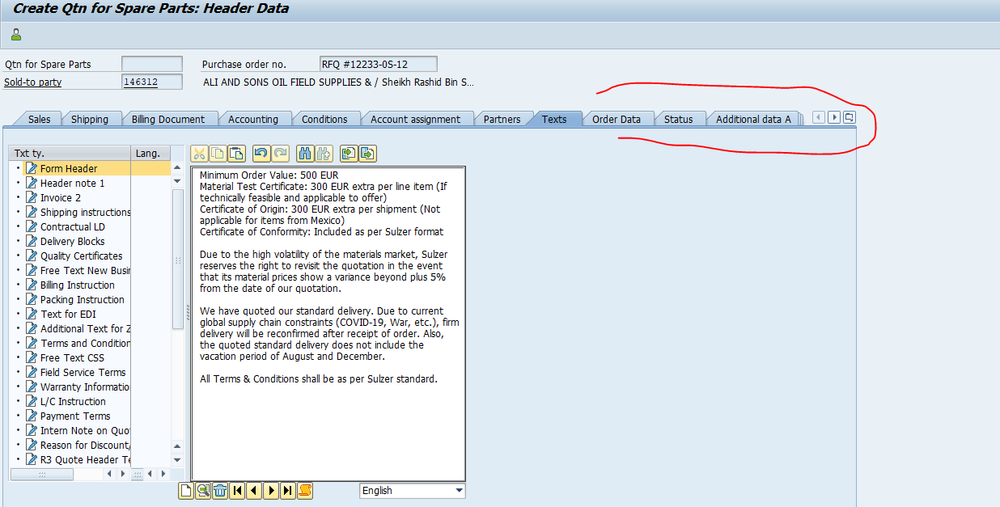 Create Qtn for Spare Parts: Header Data
Qtn for Spare Parts
Purchase order no. RFQ #12233-0S-12
Sold-to party 146312 ALI AND SONS OIL FIELD SUPPLIES & / Sheikh Rashid Bin S...
Sales Shipping Billing Document Accounting Conditions Account assignment Partners Texts Order Data Status Additional data A
Txt ty. Lang.
Form Header
Header note 1
Invoice 2
Shipping instructions
Contractual LD
Delivery Blocks
Quality Certificates
Free Text New Busir
Billing Instruction
Packing Instruction
Text for EDI
Additional Text for Z
Terms and Condition
Free Text CSS
Field Service Terms
Warranty Informatio
L/C Instruction
Payment Terms
Intern Note on Quo
Reason for Discount/
R3 Quote Header Te
Minimum Order Value: 500 EUR
Material Test Certificate: 300 EUR extra per line item (If
technically feasible and applicable to offer)
Certificate of Origin: 300 EUR extra per shipment (Not
applicable for items from Mexico)
Certificate of Conformity: Included as per Sulzer format
Due to the high volatility of the materials market, Sulzer
reserves the right to revisit the quotation in the event
that its material prices show a variance beyond plus 5%
from the date of our quotation.
We have quoted our standard delivery. Due to current
global supply chain constraints (COVID-19, War, etc.), firm
delivery will be reconfirmed after receipt of order. Also,
the quoted standard delivery does not include the
vacation period of August and December.
All Terms & Conditions shall be as per Sulzer standard.
English